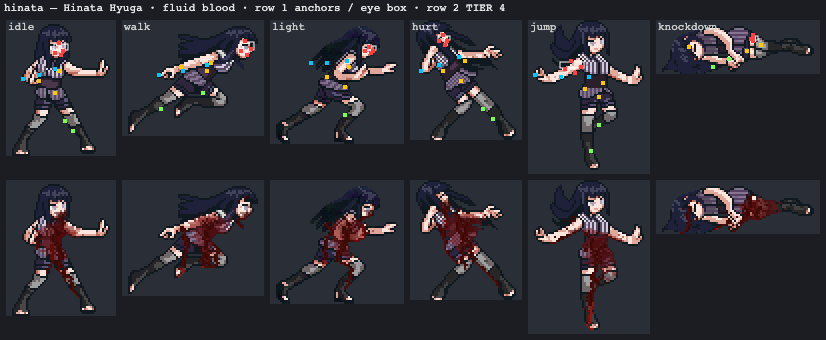 hinata — Hinata Hyuga · fluid blood · row 1 anchors / eye box · row 2 TIER 4
idle walk light hurt jump knockdown